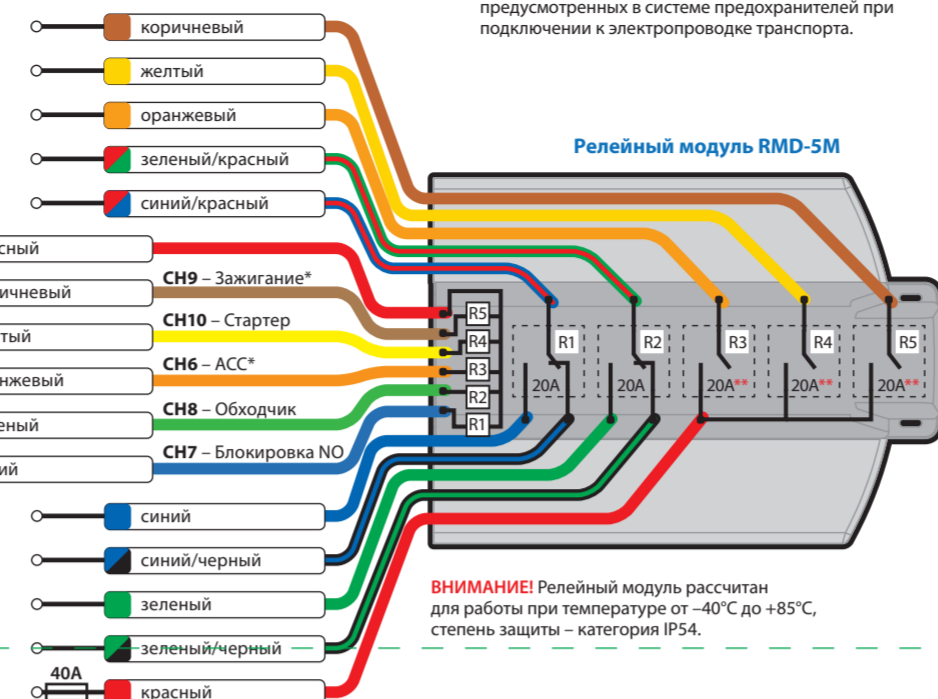 предусмотренных в системе предохранителей при
подключении к электропроводке транспорта.
коричневый
желтый
оранжевый
зеленый/красный
синий/красный
Релейный модуль RMD-5M
сный
ичневый
CH9 – Зажигание*
тый
CH10 – Стартер
нжевый
CH6 – ACC*
еный
CH8 – Обходчик
ий
CH7 – Блокировка NO
R5
R4
R3
R2
R1
R1
R2
R3
R4
R5
20A
20A
20A**
20A**
20A**
синий
синий/черный
зеленый
зеленый/черный
40A
красный
ВНИМАНИЕ! Релейный модуль рассчитан
для работы при температуре от –40°C до +85°C,
степень защиты – категория IP54.